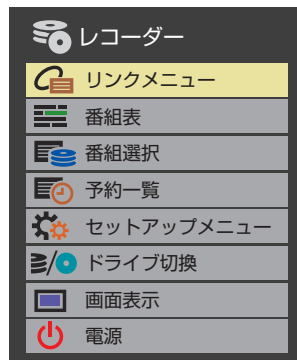 レコーダー
リンクメニュー
番組表
番組選択
予約一覧
セットアップメニュー
ドライブ切換
画面表示
電源